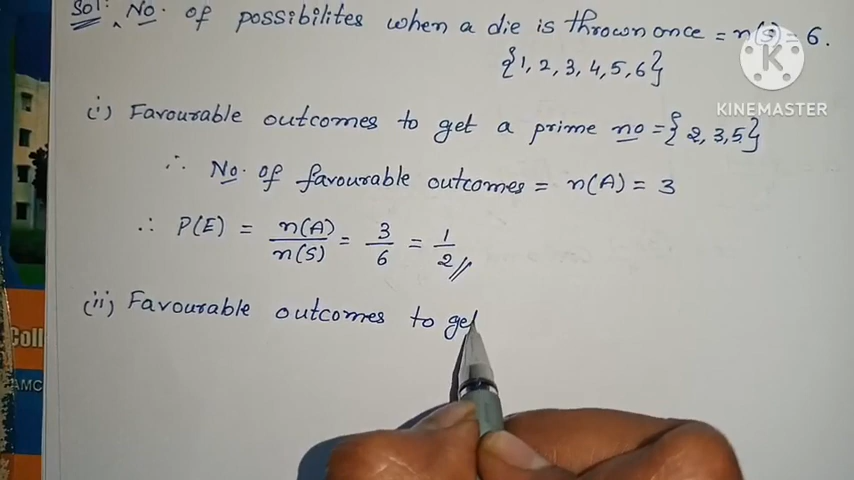 Sol: No. of possibilites when a die is thrown once = n(S) = 6.
{1, 2, 3, 4, 5, 6}
KINEMASTER
(i) Favourable outcomes to get a prime no = {2, 3, 5}
∴ No. of favourable outcomes = n(A) = 3
∴ P(E) = n(A)/n(S) = 3/6 = 1/2//
(ii) Favourable outcomes to get
Coll
AMC